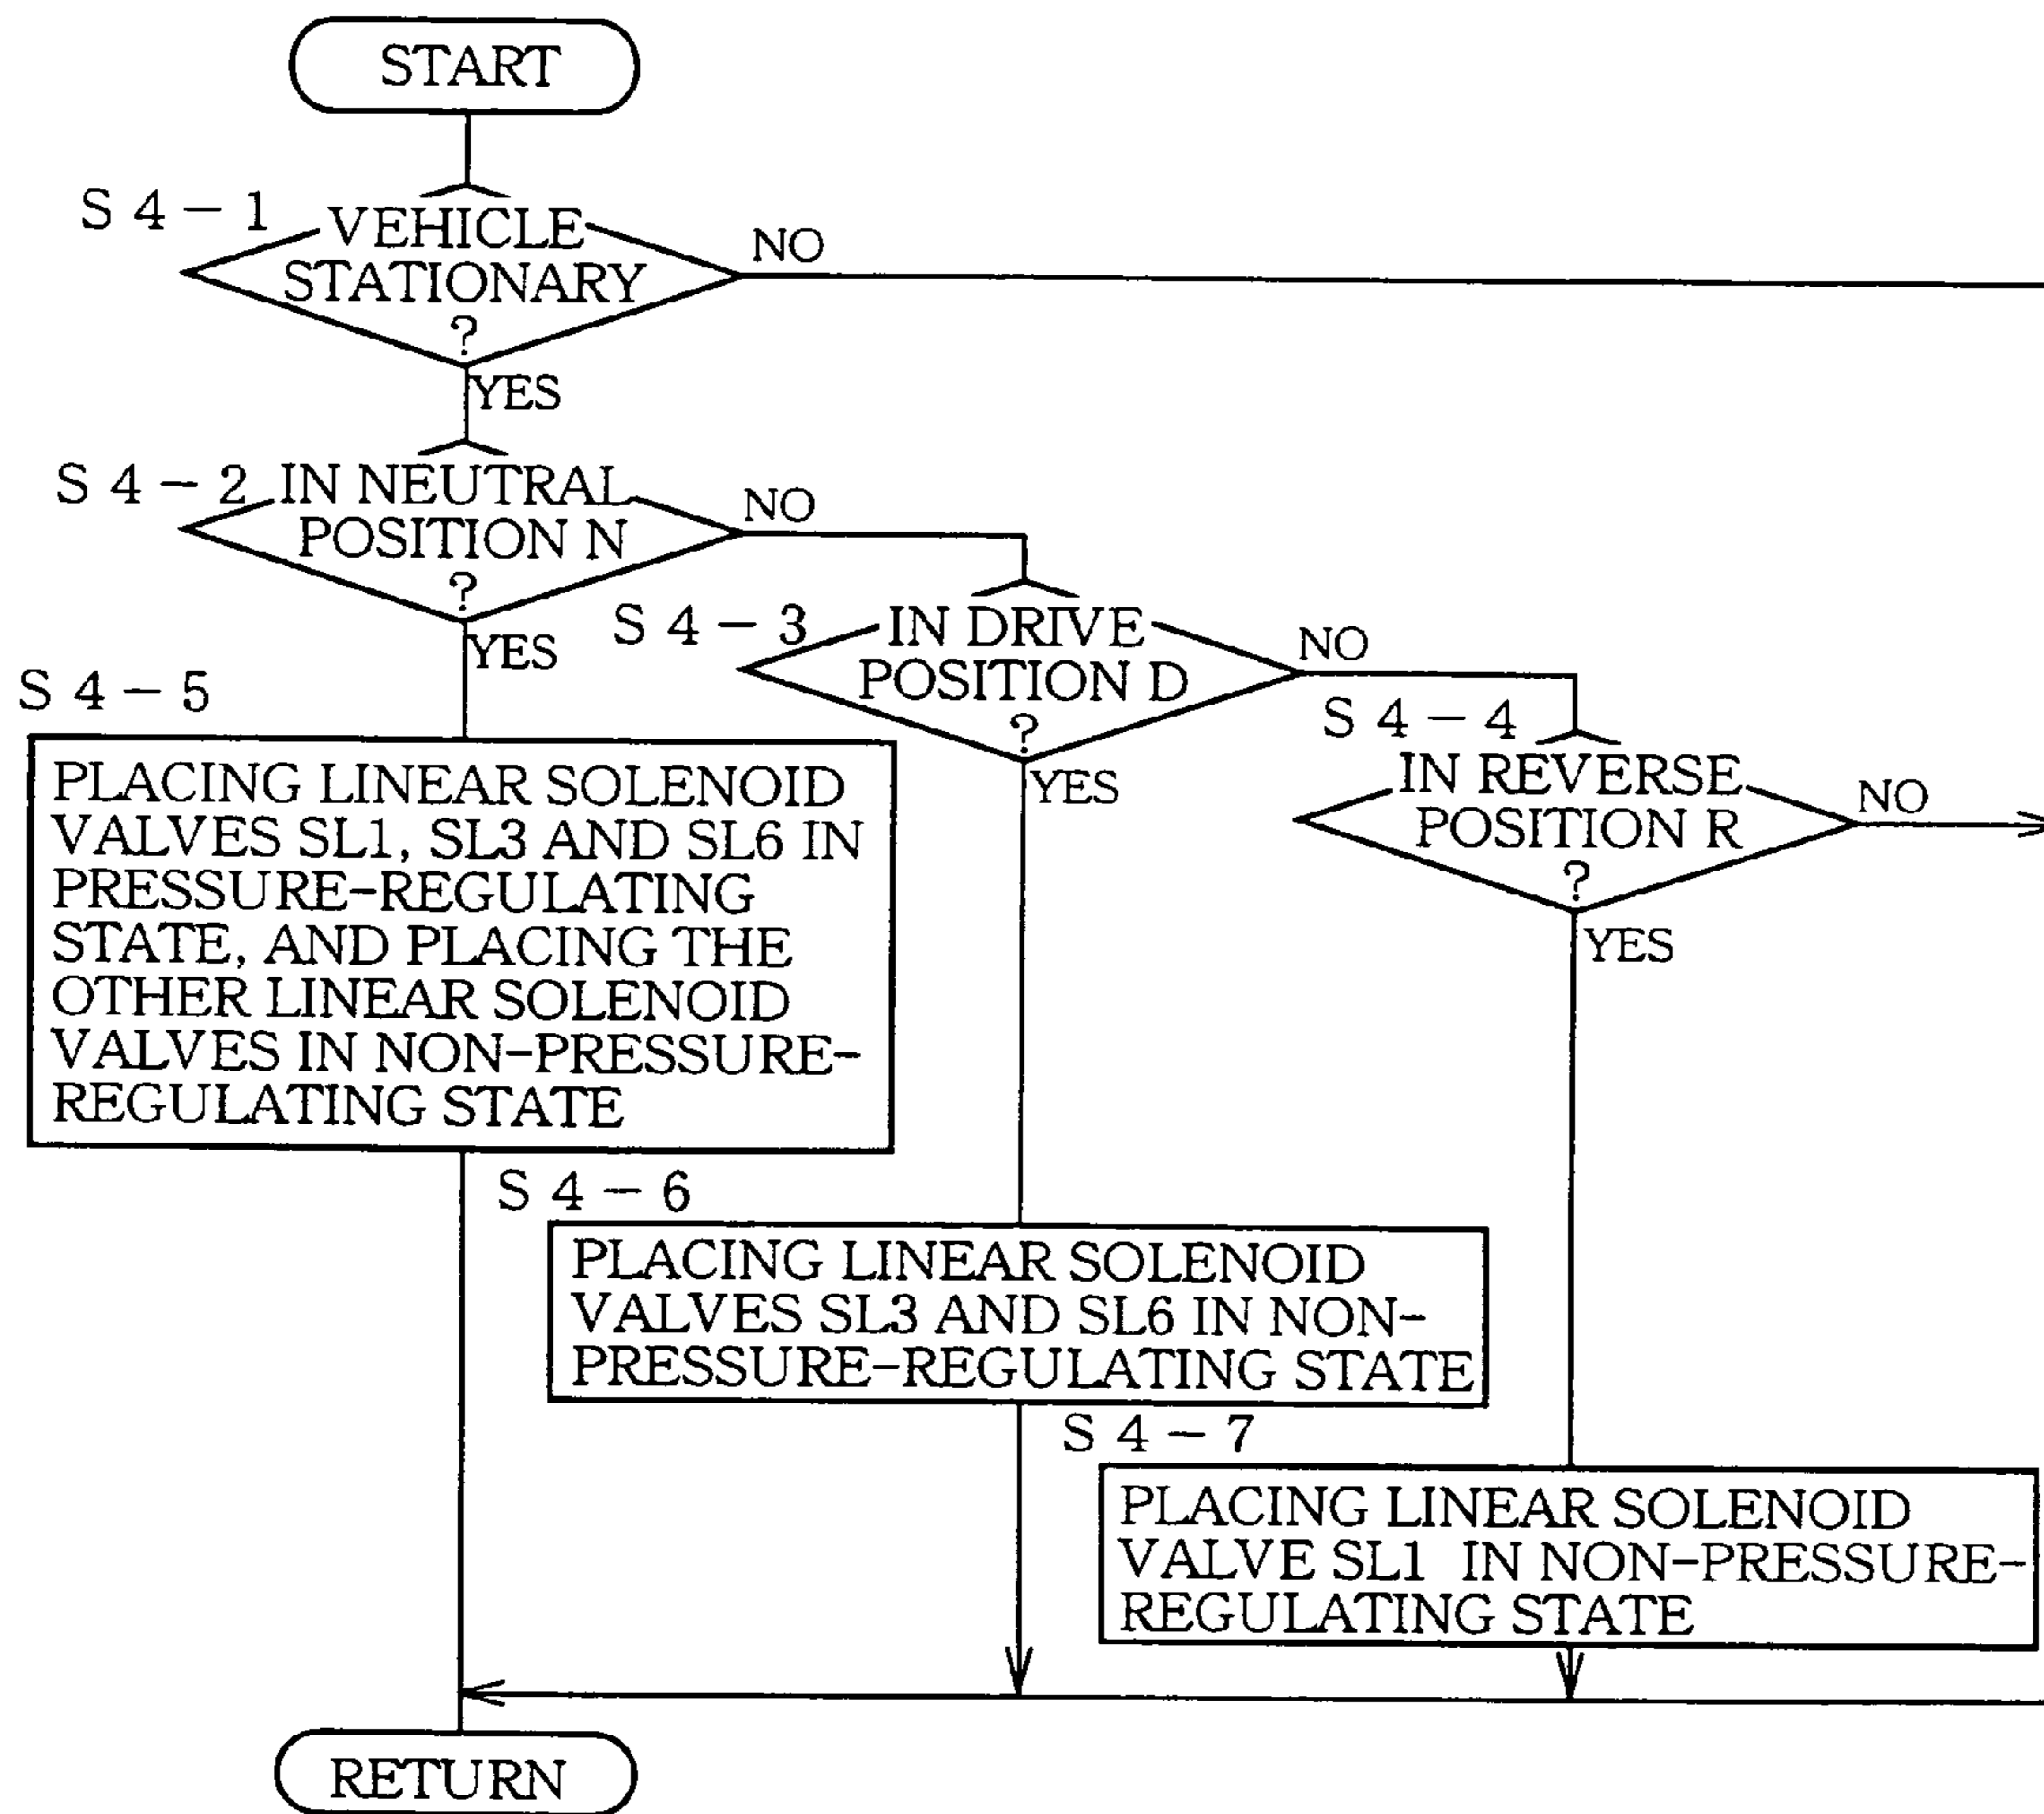 START
S 4 - 1
VEHICLE
STATIONARY
?
NO
YES
S 4 - 2
IN NEUTRAL
POSITION N
?
NO
YES
S 4 - 3
IN DRIVE
POSITION D
?
NO
YES
S 4 - 4
IN REVERSE
POSITION R
?
NO
YES
S 4 - 5
PLACING LINEAR SOLENOID
VALVES SL1, SL3 AND SL6 IN
PRESSURE-REGULATING
STATE, AND PLACING THE
OTHER LINEAR SOLENOID
VALVES IN NON-PRESSURE-
REGULATING STATE
S 4 - 6
PLACING LINEAR SOLENOID
VALVES SL3 AND SL6 IN NON-
PRESSURE-REGULATING STATE
S 4 - 7
PLACING LINEAR SOLENOID
VALVE SL1 IN NON-PRESSURE-
REGULATING STATE
RETURN